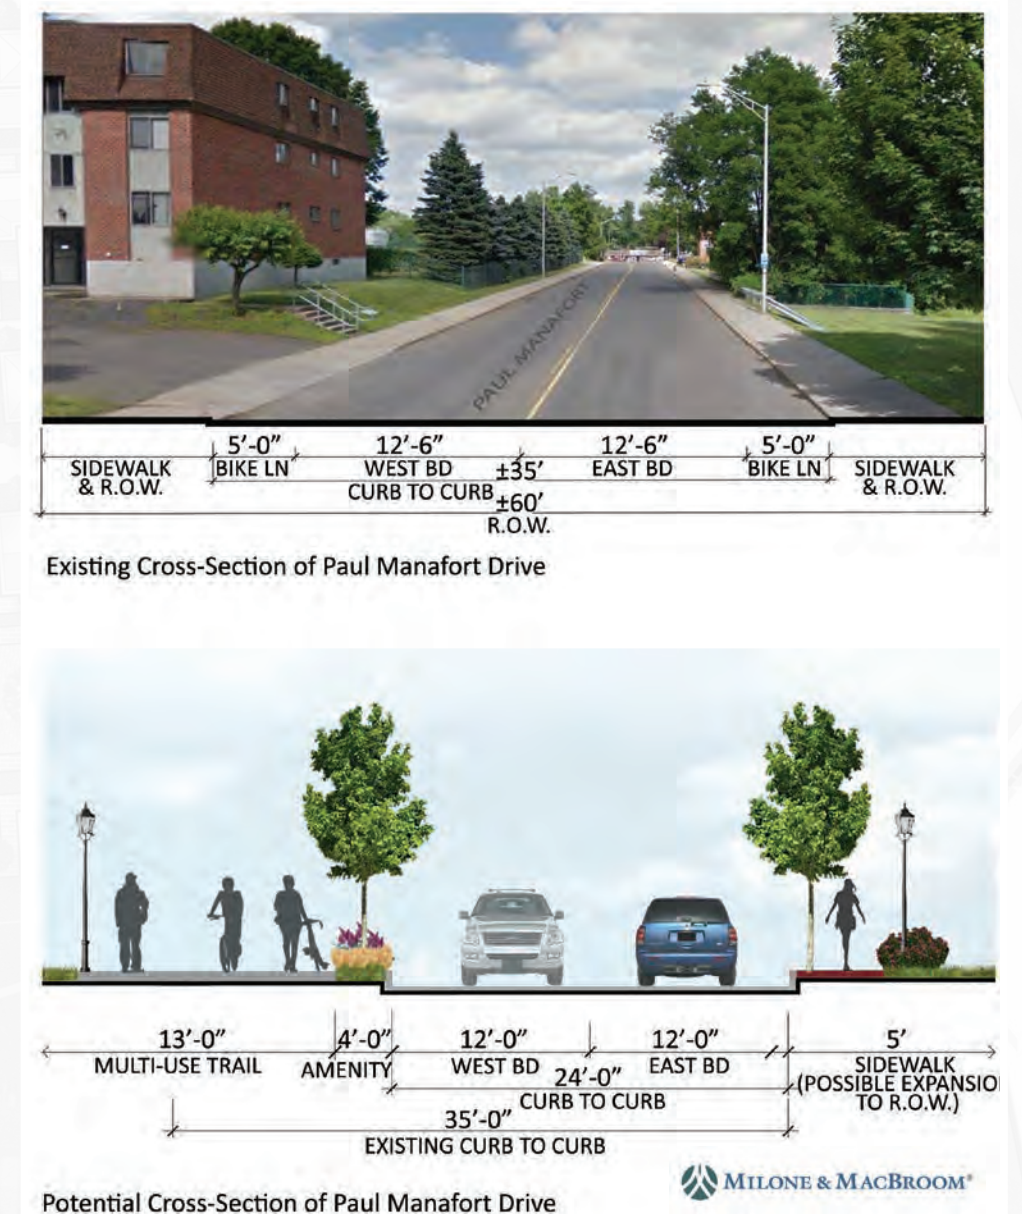 PAUL MANAFORT
5'-0" 12'-6" 12'-6" 5'-0"
SIDEWALK & R.O.W. BIKE LN WEST BD ±35' EAST BD BIKE LN SIDEWALK & R.O.W.
CURB TO CURB
±60'
R.O.W.
Existing Cross-Section of Paul Manafort Drive
13'-0" 4'-0" 12'-0" 12'-0" 5'
MULTI-USE TRAIL AMENITY WEST BD EAST BD SIDEWALK
24'-0" (POSSIBLE EXPANSIO
CURB TO CURB TO R.O.W.)
35'-0"
EXISTING CURB TO CURB
MILONE & MACBROOM®
Potential Cross-Section of Paul Manafort Drive